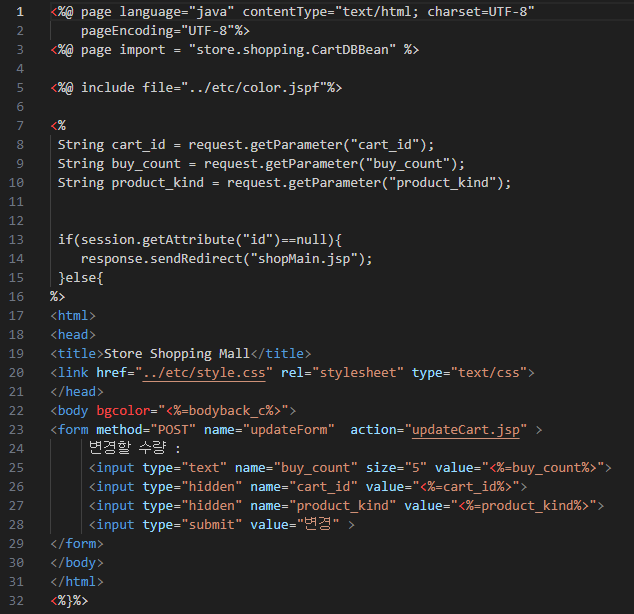 1 <%@ page language="java" contentType="text/html; charset=UTF-8"
2     pageEncoding="UTF-8"%>
3 <%@ page import = "store.shopping.CartDBBean" %>
4
5 <%@ include file="../etc/color.jspf"%>
6
7 <%
8  String cart_id = request.getParameter("cart_id");
9  String buy_count = request.getParameter("buy_count");
10  String product_kind = request.getParameter("product_kind");
11
12
13  if(session.getAttribute("id")==null){
14     response.sendRedirect("shopMain.jsp");
15  }else{
16 %>
17 <html>
18 <head>
19 <title>Store Shopping Mall</title>
20 <link href="../etc/style.css" rel="stylesheet" type="text/css">
21 </head>
22 <body bgcolor="<%=bodyback_c%>">
23 <form method="POST" name="updateForm"  action="updateCart.jsp" >
24      변경할 수량 :
25      <input type="text" name="buy_count" size="5" value="<%=buy_count%>">
26      <input type="hidden" name="cart_id" value="<%=cart_id%>">
27      <input type="hidden" name="product_kind" value="<%=product_kind%>">
28      <input type="submit" value="변경" >
29 </form>
30 </body>
31 </html>
32 <%}%>